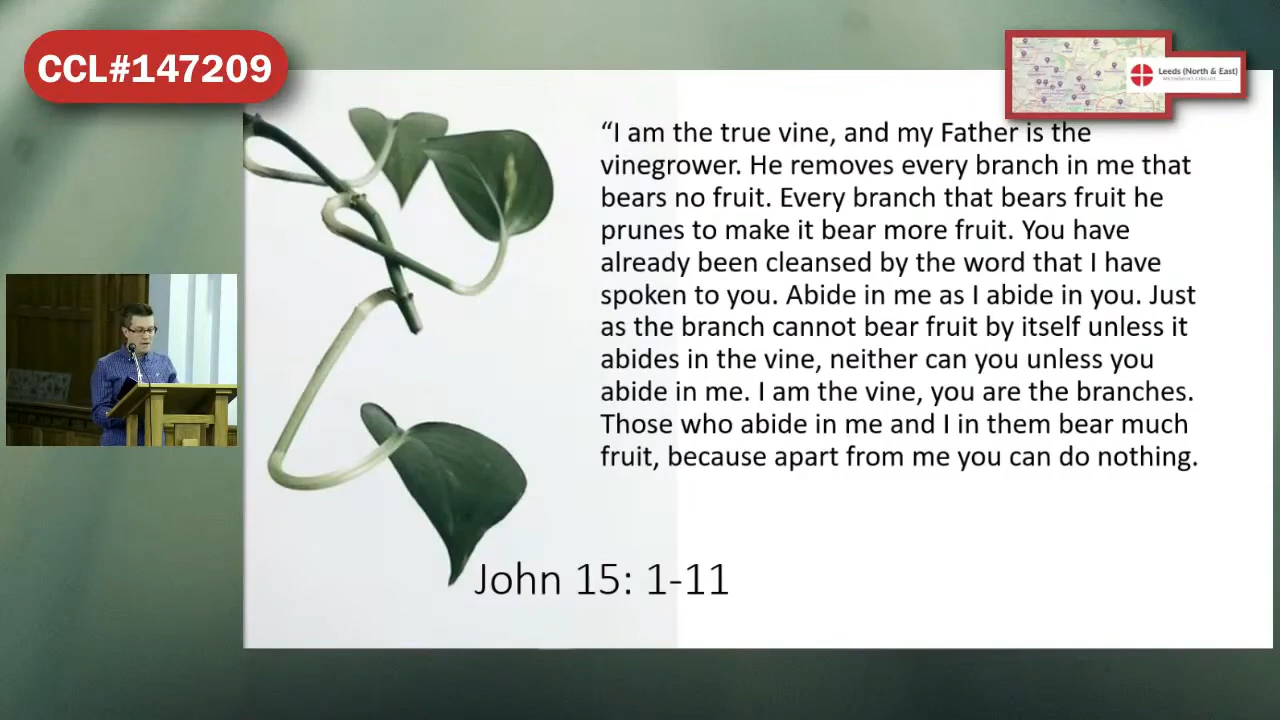 CCL#147209
Leeds (North & East)
METHODIST CIRCUIT
“I am the true vine, and my Father is the
vinegrower. He removes every branch in me that
bears no fruit. Every branch that bears fruit he
prunes to make it bear more fruit. You have
already been cleansed by the word that I have
spoken to you. Abide in me as I abide in you. Just
as the branch cannot bear fruit by itself unless it
abides in the vine, neither can you unless you
abide in me. I am the vine, you are the branches.
Those who abide in me and I in them bear much
fruit, because apart from me you can do nothing.
John 15: 1-11